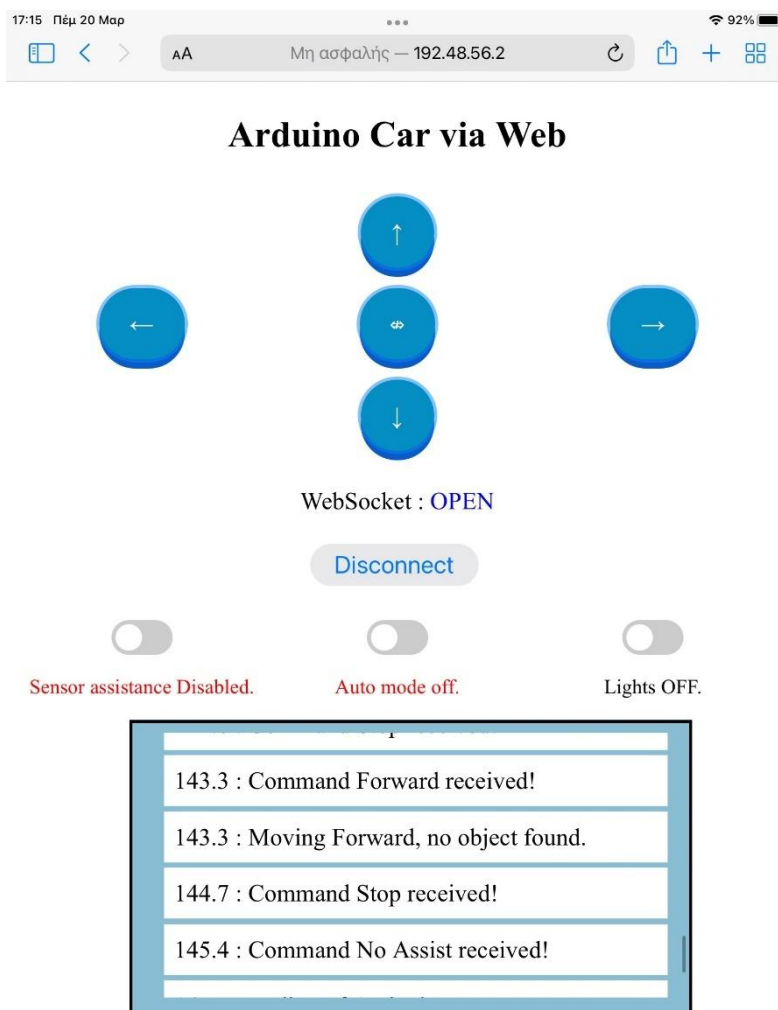 17:15 Πέμ 20 Μαρ
92%
AA
Μη ασφαλής — 192.48.56.2
Arduino Car via Web
↑
←
→
↓
WebSocket : OPEN
Disconnect
Sensor assistance Disabled.
Auto mode off.
Lights OFF.
143.3 : Command Forward received!
143.3 : Moving Forward, no object found.
144.7 : Command Stop received!
145.4 : Command No Assist received!